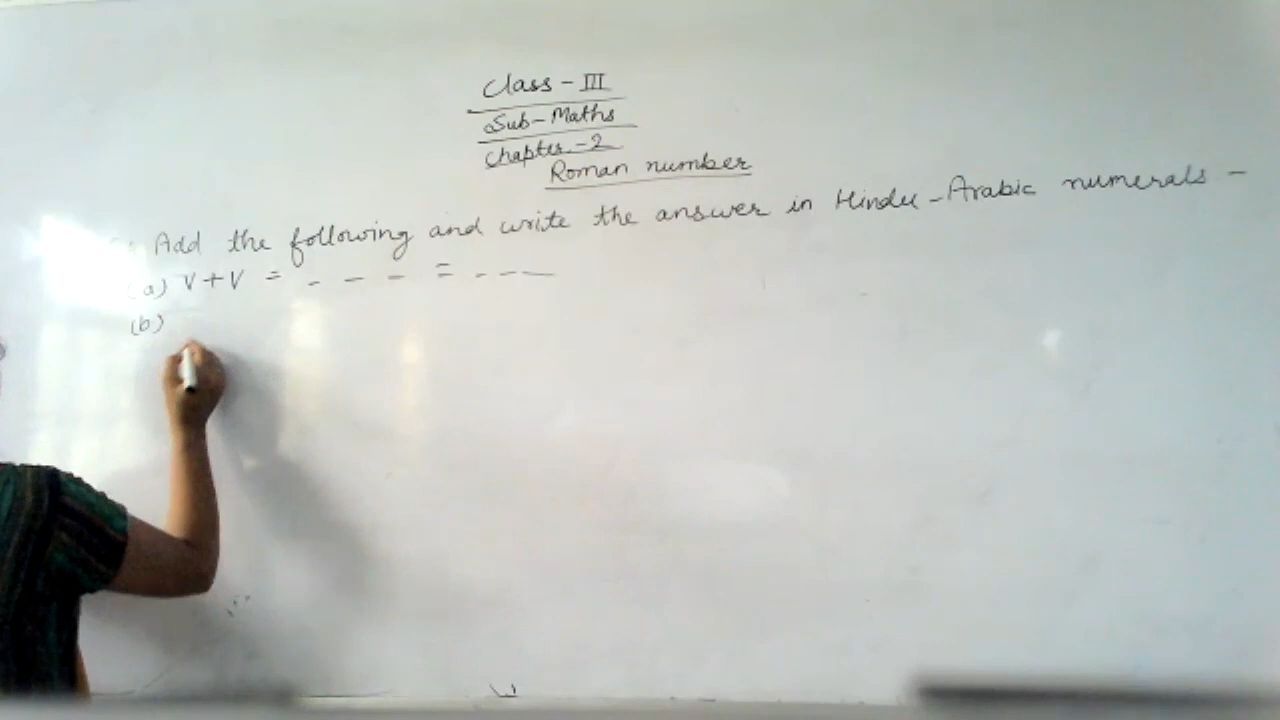 Class - III
Sub - Maths
Chapter - 2
Roman number
Add the following and write the answer in Hindu - Arabic numerals -
(a) V + V = - - - = - - -
(b)